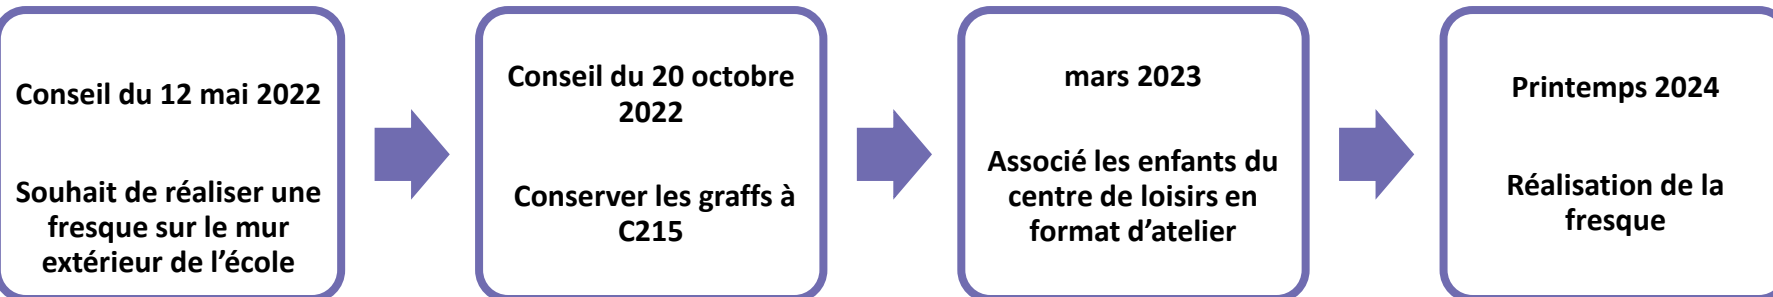 Conseil du 12 mai 2022
Souhait de réaliser une
fresque sur le mur
extérieur de l’école
Conseil du 20 octobre
2022
Conserver les graffs à
C215
mars 2023
Associé les enfants du
centre de loisirs en
format d’atelier
Printemps 2024
Réalisation de la
fresque